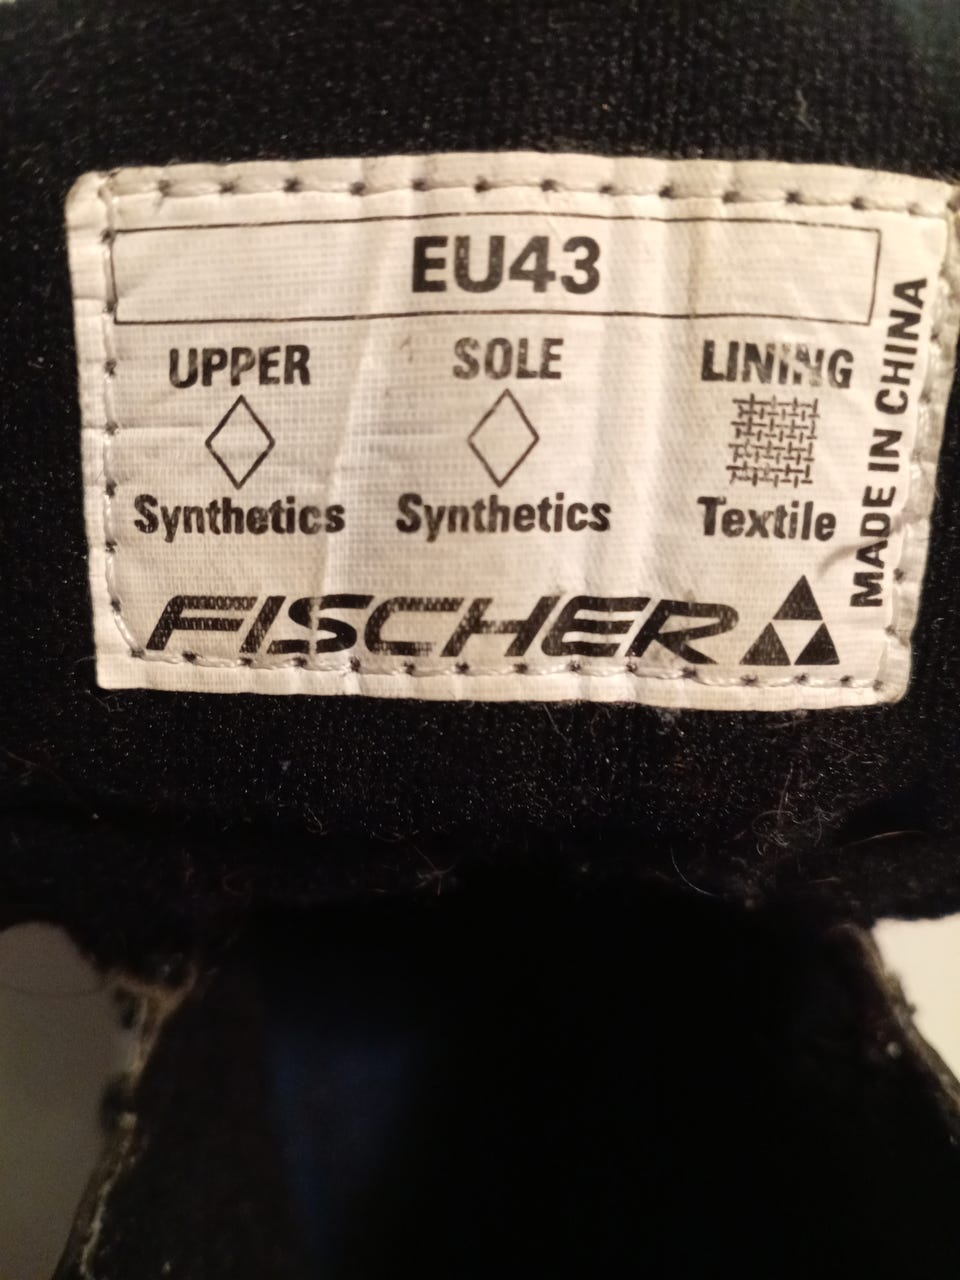 EU43
UPPER SOLE LINING
Synthetics Synthetics Textile
FISCHER
MADE IN CHINA